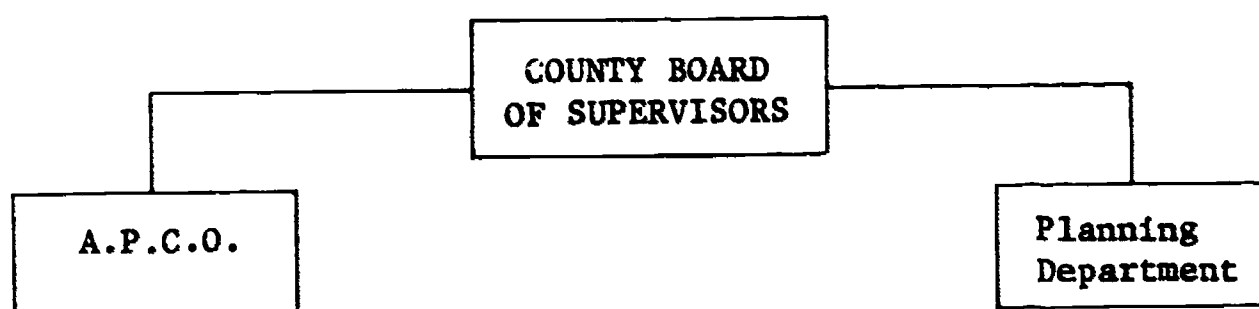 COUNTY BOARD
OF SUPERVISORS
A.P.C.O.
Planning
Department